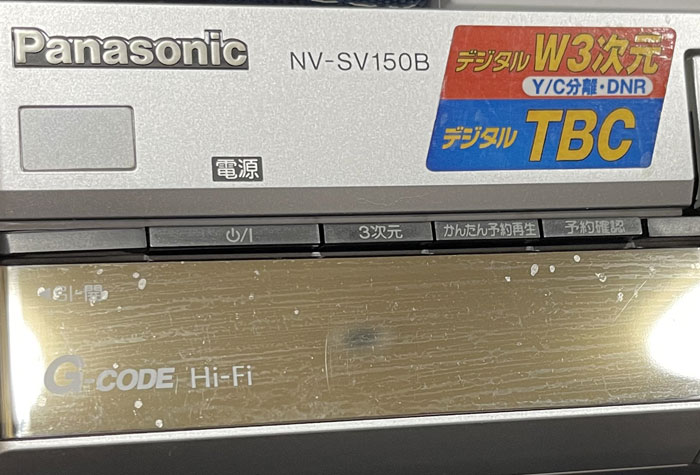 Panasonic
NV-SV150B
デジタル W3次元
Y/C分離・DNR
デジタル TBC
電源
⏻/I
3次元
かんたん予約再生
予約確認
引-開
G-CODE Hi-Fi